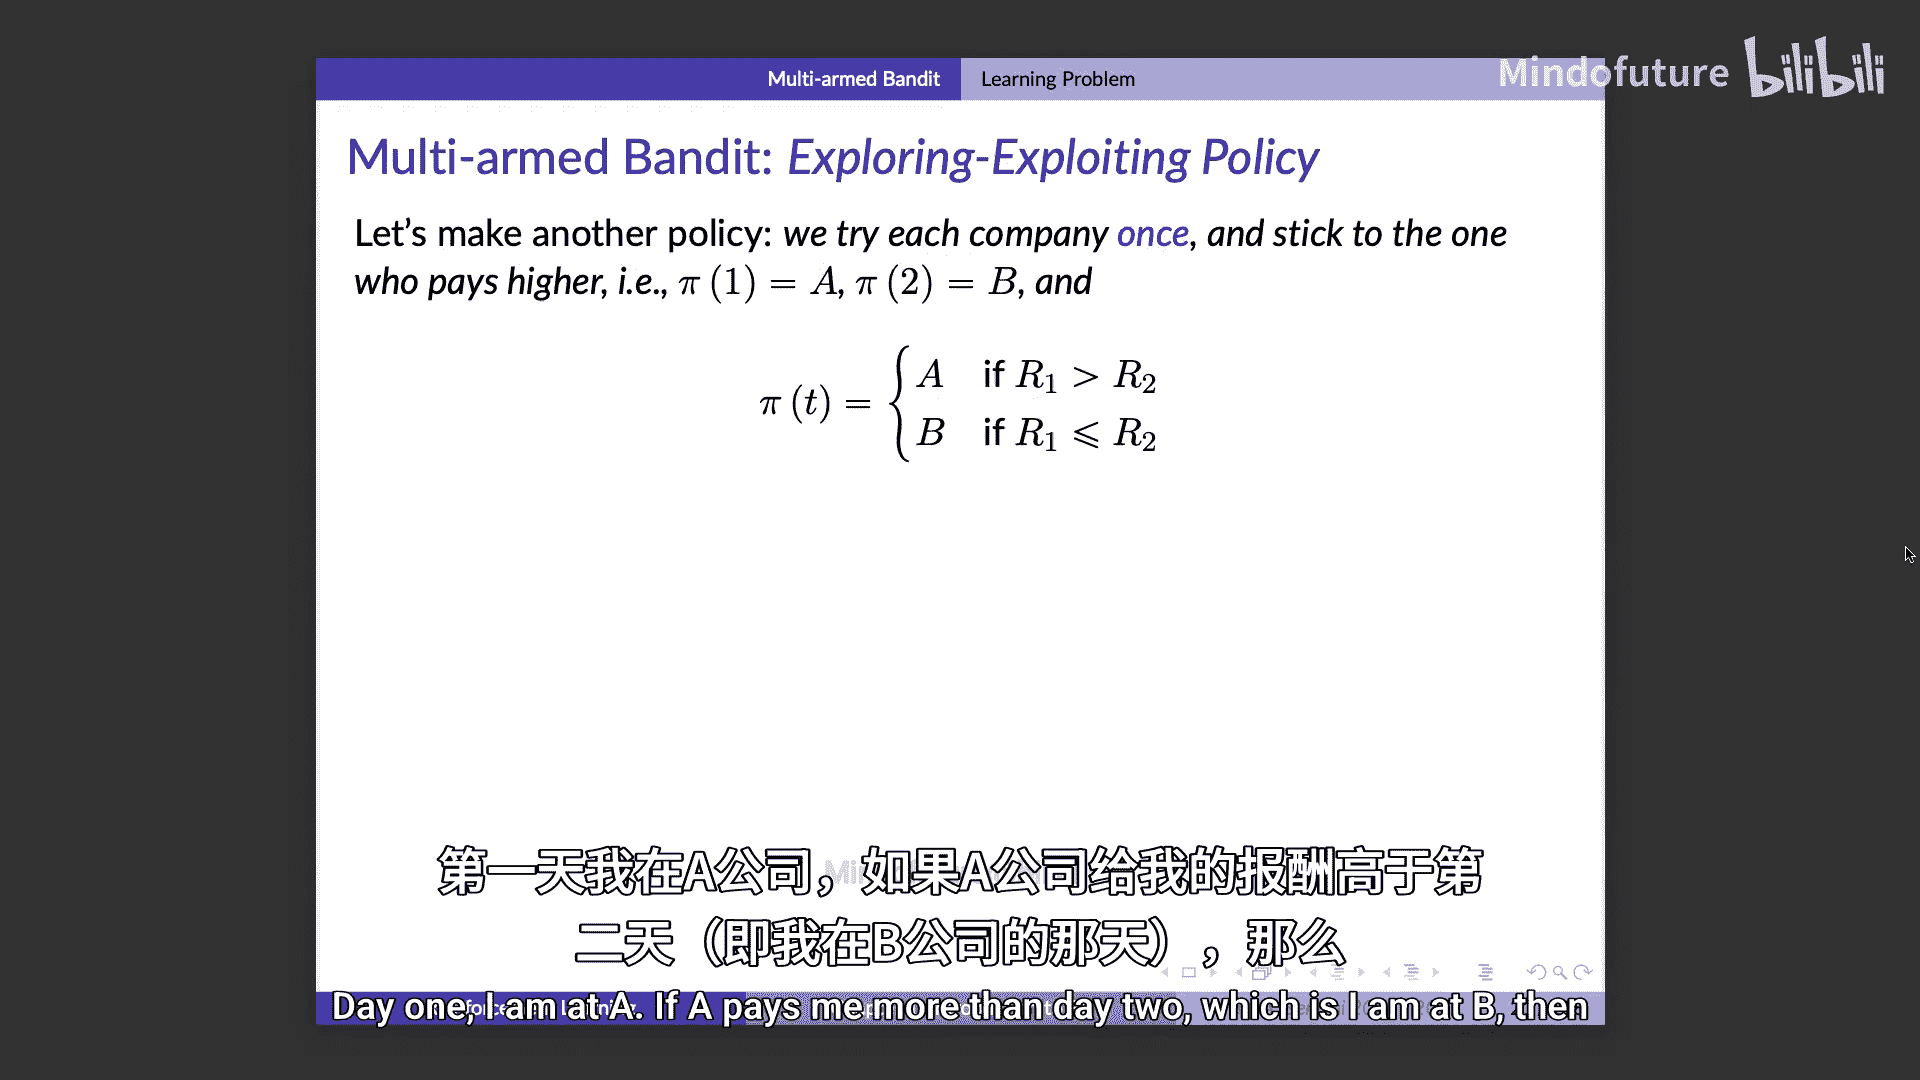 Multi-armed Bandit Learning Problem
Mindofuture bilibili
Multi-armed Bandit: Exploring-Exploiting Policy
Let's make another policy: we try each company once, and stick to the one
who pays higher, i.e., π (1) = A, π (2) = B, and
π (t) = { A if R₁ > R₂
B if R₁ ⩽ R₂
第一天我在A公司，如果A公司给我的报酬高于第
二天（即我在B公司的那天），那么
Day one, I am at A. If A pays me more than day two, which is I am at B, then